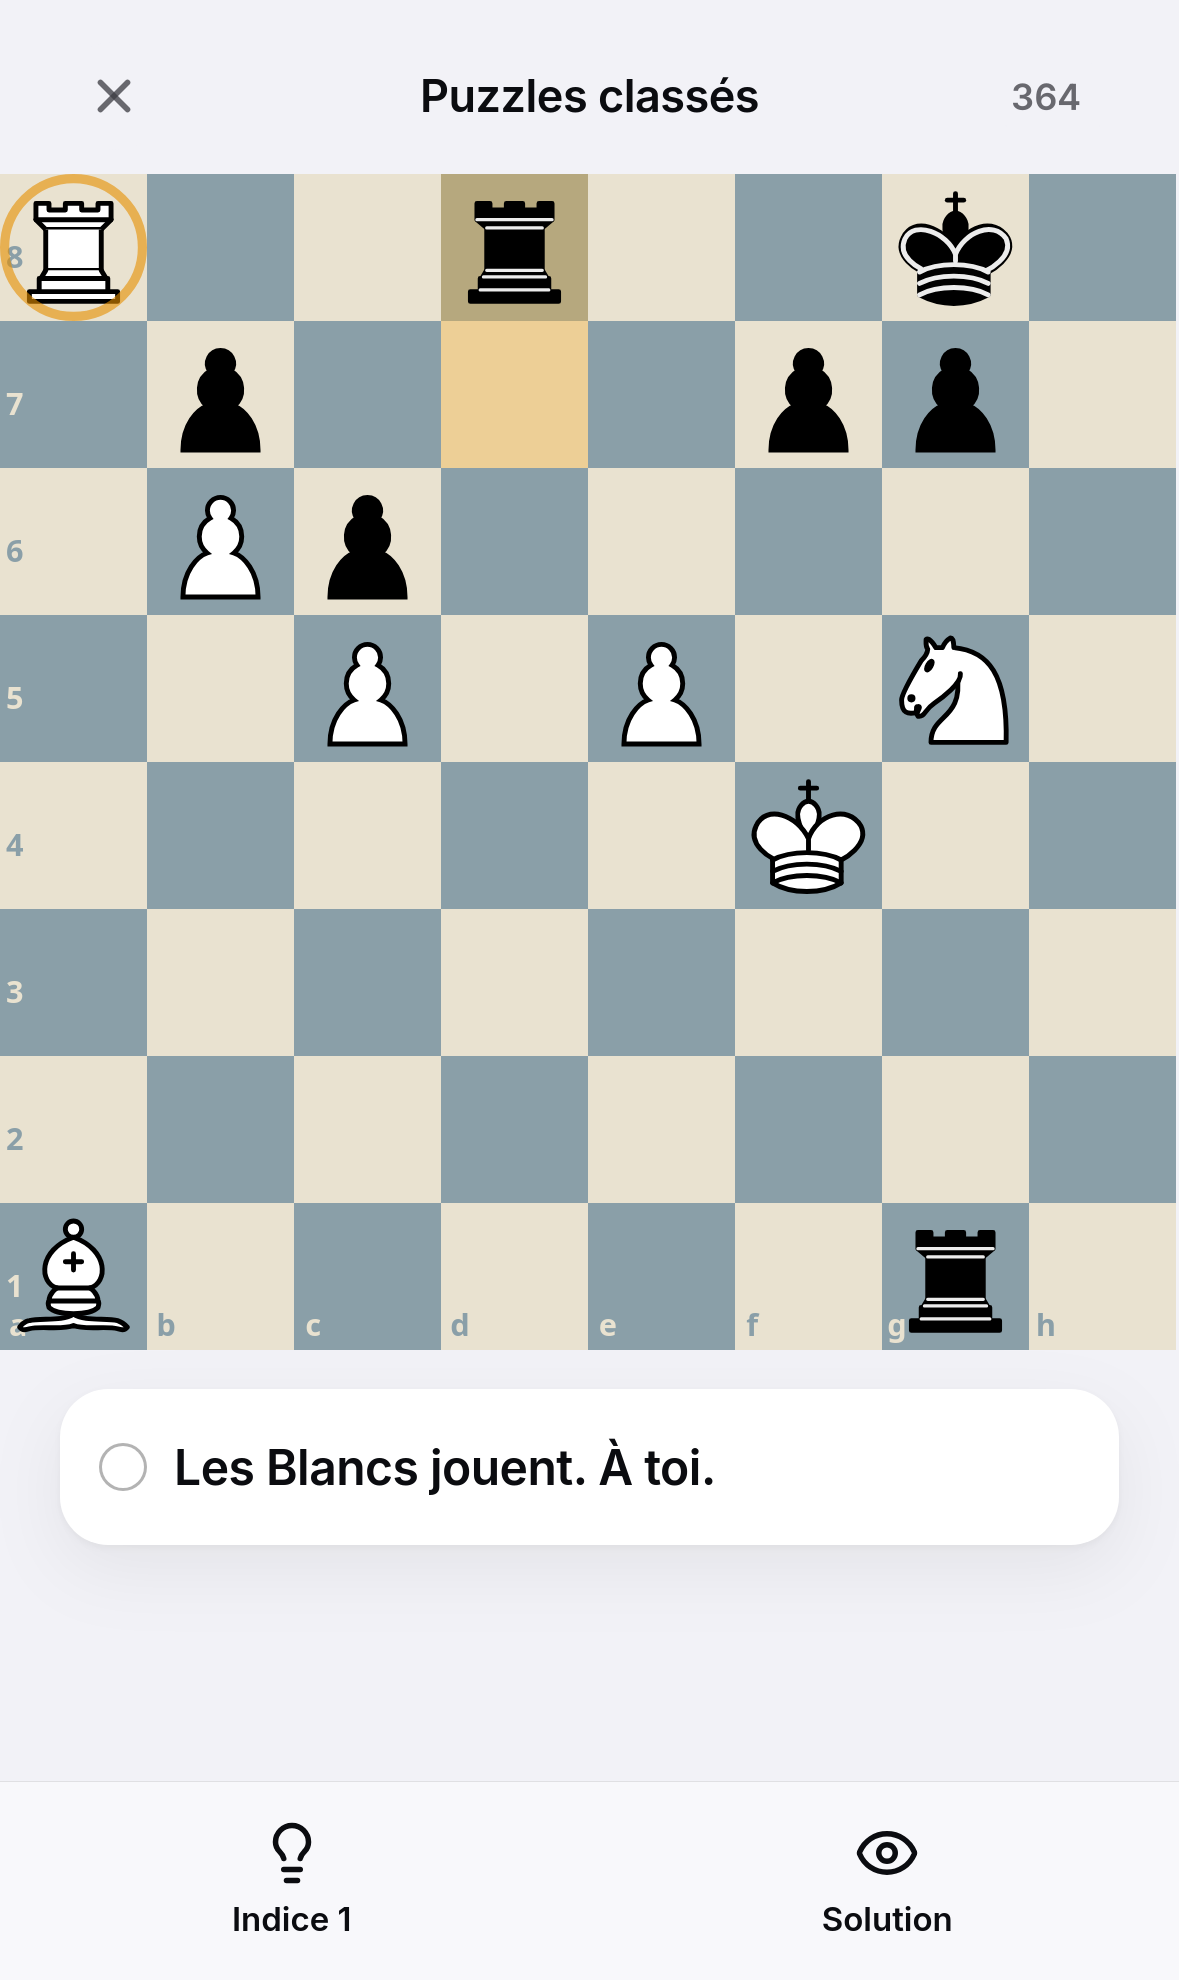 Puzzles classés
364
8
7
6
5
4
3
2
1
a b c d e f g h
Les Blancs jouent. À toi.
Indice 1
Solution